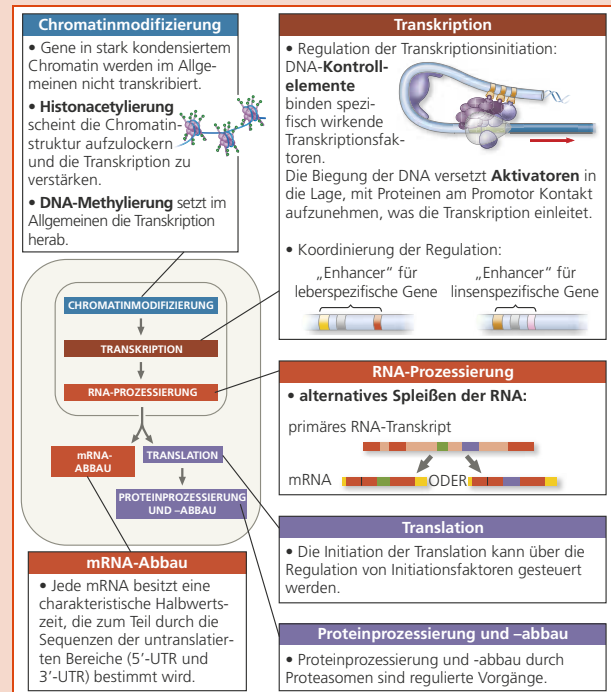 Chromatinmodifizierung
• Gene in stark kondensiertem
Chromatin werden im Allge-
meinen nicht transkribiert.
• Histonacetylierung
scheint die Chromatin-
struktur aufzulockern
und die Transkription zu
verstärken.
• DNA-Methylierung setzt im
Allgemeinen die Transkription
herab.
Transkription
• Regulation der Transkriptionsinitiation:
DNA-Kontroll-
elemente
binden spezi-
fisch wirkende
Transkriptionsfak-
toren.
Die Biegung der DNA versetzt Aktivatoren in
die Lage, mit Proteinen am Promotor Kontakt
aufzunehmen, was die Transkription einleitet.
• Koordinierung der Regulation:
„Enhancer“ für
leberspezifische Gene
„Enhancer“ für
linsenspezifische Gene
CHROMATINMODIFIZIERUNG
TRANSKRIPTION
RNA-PROZESSIERUNG
mRNA-
ABBAU
TRANSLATION
PROTEINPROZESSIERUNG
UND –ABBAU
RNA-Prozessierung
• alternatives Spleißen der RNA:
primäres RNA-Transkript
mRNA ODER
Translation
• Die Initiation der Translation kann über die
Regulation von Initiationsfaktoren gesteuert
werden.
mRNA-Abbau
• Jede mRNA besitzt eine
charakteristische Halbwerts-
zeit, die zum Teil durch die
Sequenzen der untranslatier-
ten Bereiche (5’-UTR und
3’-UTR) bestimmt wird.
Proteinprozessierung und –abbau
• Proteinprozessierung und -abbau durch
Proteasomen sind regulierte Vorgänge.